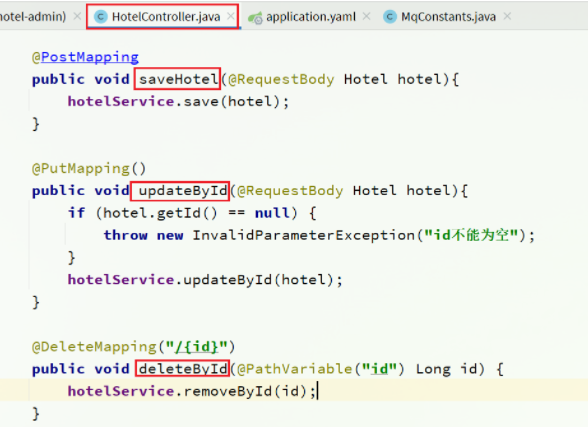 hotel-admin) × HotelController.java × application.yaml × MqConstants.java ×
@PostMapping
public void saveHotel(@RequestBody Hotel hotel){
hotelService.save(hotel);
}
@PutMapping()
public void updateById(@RequestBody Hotel hotel){
if (hotel.getId() == null) {
throw new InvalidParameterException("id不能为空");
}
hotelService.updateById(hotel);
}
@DeleteMapping("/{id}")
public void deleteById(@PathVariable("id") Long id) {
hotelService.removeById(id);
}